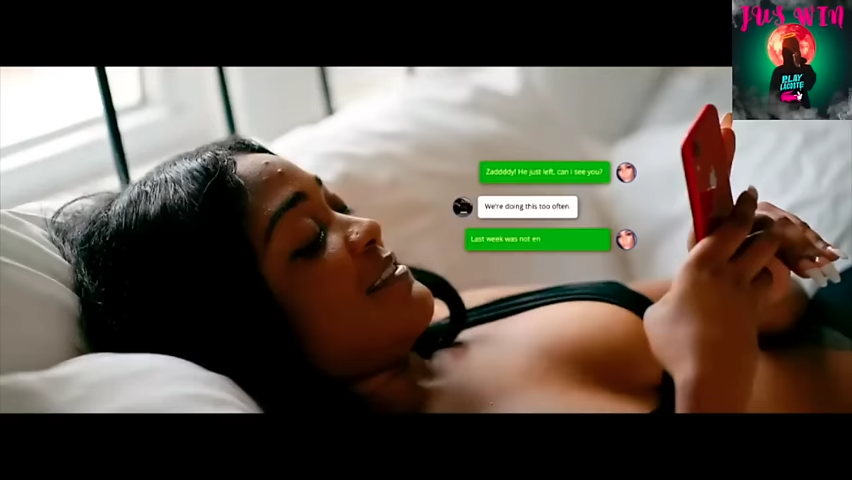 JUS WIN
PLAY
LACOSTE
Zaddddy! He just left, can i see you?
We're doing this too often.
Last week was not en